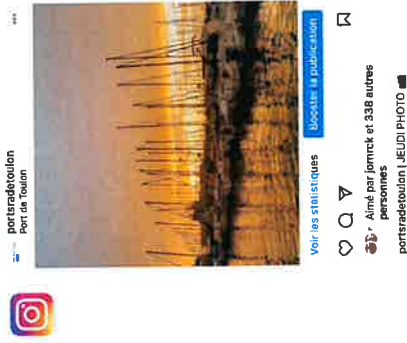 portsradetoulon
Port de Toulon
Voir les statistiques
Booster la publication
Aimé par jomrck et 338 autres
personnes
portsradetoulon | JEUDI PHOTO